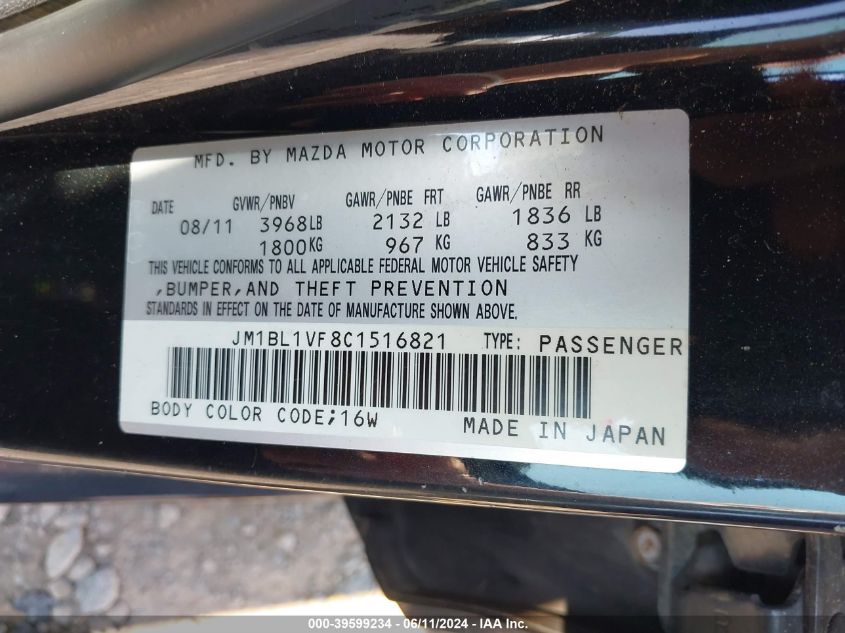 MFD. BY MAZDA MOTOR CORPORATION
DATE GVWR/PNBV GAWR/PNBE FRT GAWR/PNBE RR
08/11 3968LB 2132 LB 1836 LB
1800KG 967 KG 833 KG
THIS VEHICLE CONFORMS TO ALL APPLICABLE FEDERAL MOTOR VEHICLE SAFETY
,BUMPER,AND THEFT PREVENTION
STANDARDS IN EFFECT ON THE DATE OF MANUFACTURE SHOWN ABOVE.
JM1BL1VF8C1516821 TYPE: PASSENGER
BODY COLOR CODE;16W MADE IN JAPAN
000-39599234 - 06/11/2024 - IAAI.com